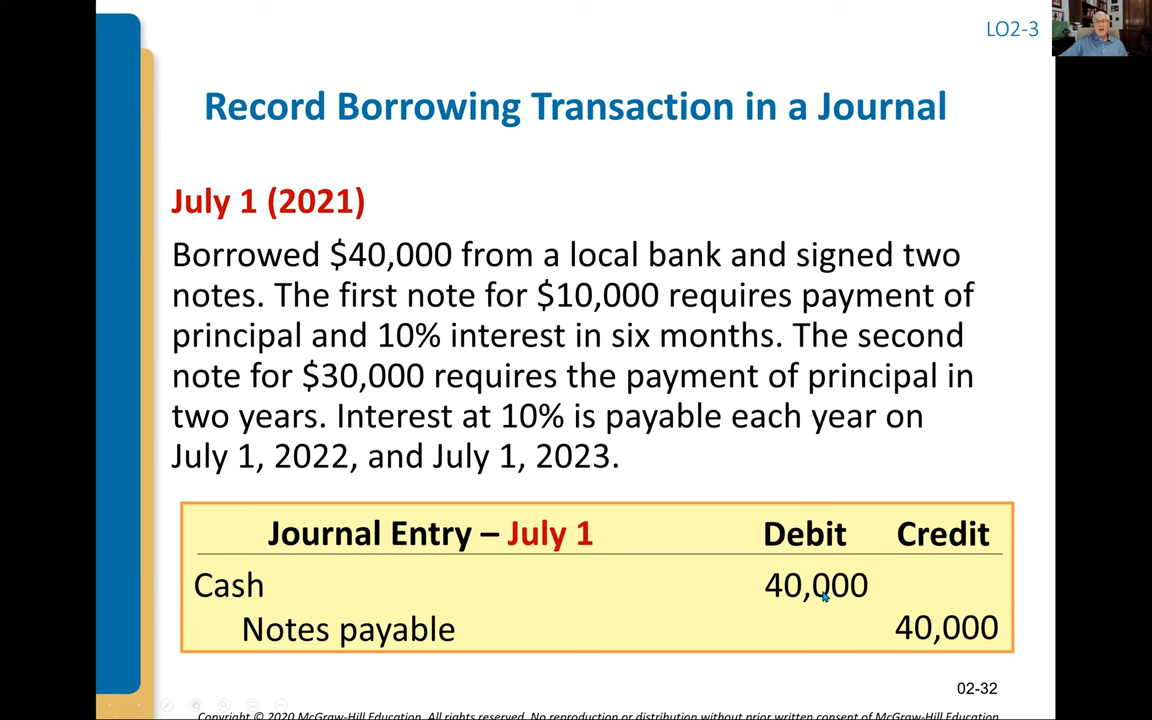 LO2-3
Record Borrowing Transaction in a Journal
July 1 (2021)
Borrowed $40,000 from a local bank and signed two
notes. The first note for $10,000 requires payment of
principal and 10% interest in six months. The second
note for $30,000 requires the payment of principal in
two years. Interest at 10% is payable each year on
July 1, 2022, and July 1, 2023.
Journal Entry – July 1 Debit Credit
Cash 40,000
Notes payable 40,000
02-32
Copyright © 2020 McGraw-Hill Education. All rights reserved. No reproduction or distribution without prior written consent of McGraw-Hill Education.